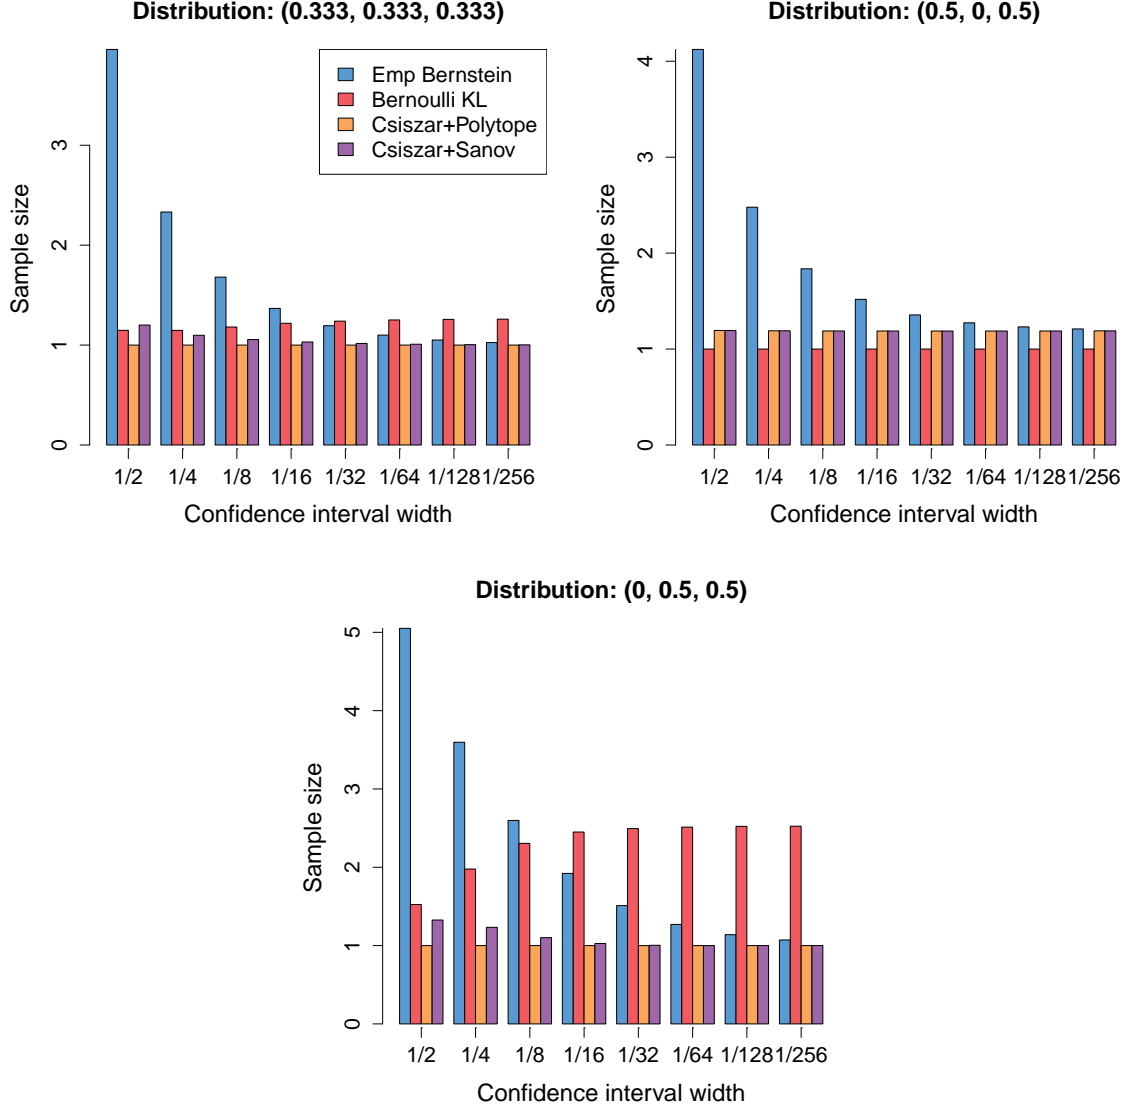 Distribution: (0.333, 0.333, 0.333)
Sample size
0
1
2
3
Emp Bernstein
Bernoulli KL
Csiszar+Polytope
Csiszar+Sanov
1/2 1/4 1/8 1/16 1/32 1/64 1/128 1/256
Confidence interval width
Distribution: (0.5, 0, 0.5)
Sample size
0
1
2
3
4
1/2 1/4 1/8 1/16 1/32 1/64 1/128 1/256
Confidence interval width
Distribution: (0, 0.5, 0.5)
Sample size
0
1
2
3
4
5
1/2 1/4 1/8 1/16 1/32 1/64 1/128 1/256
Confidence interval width